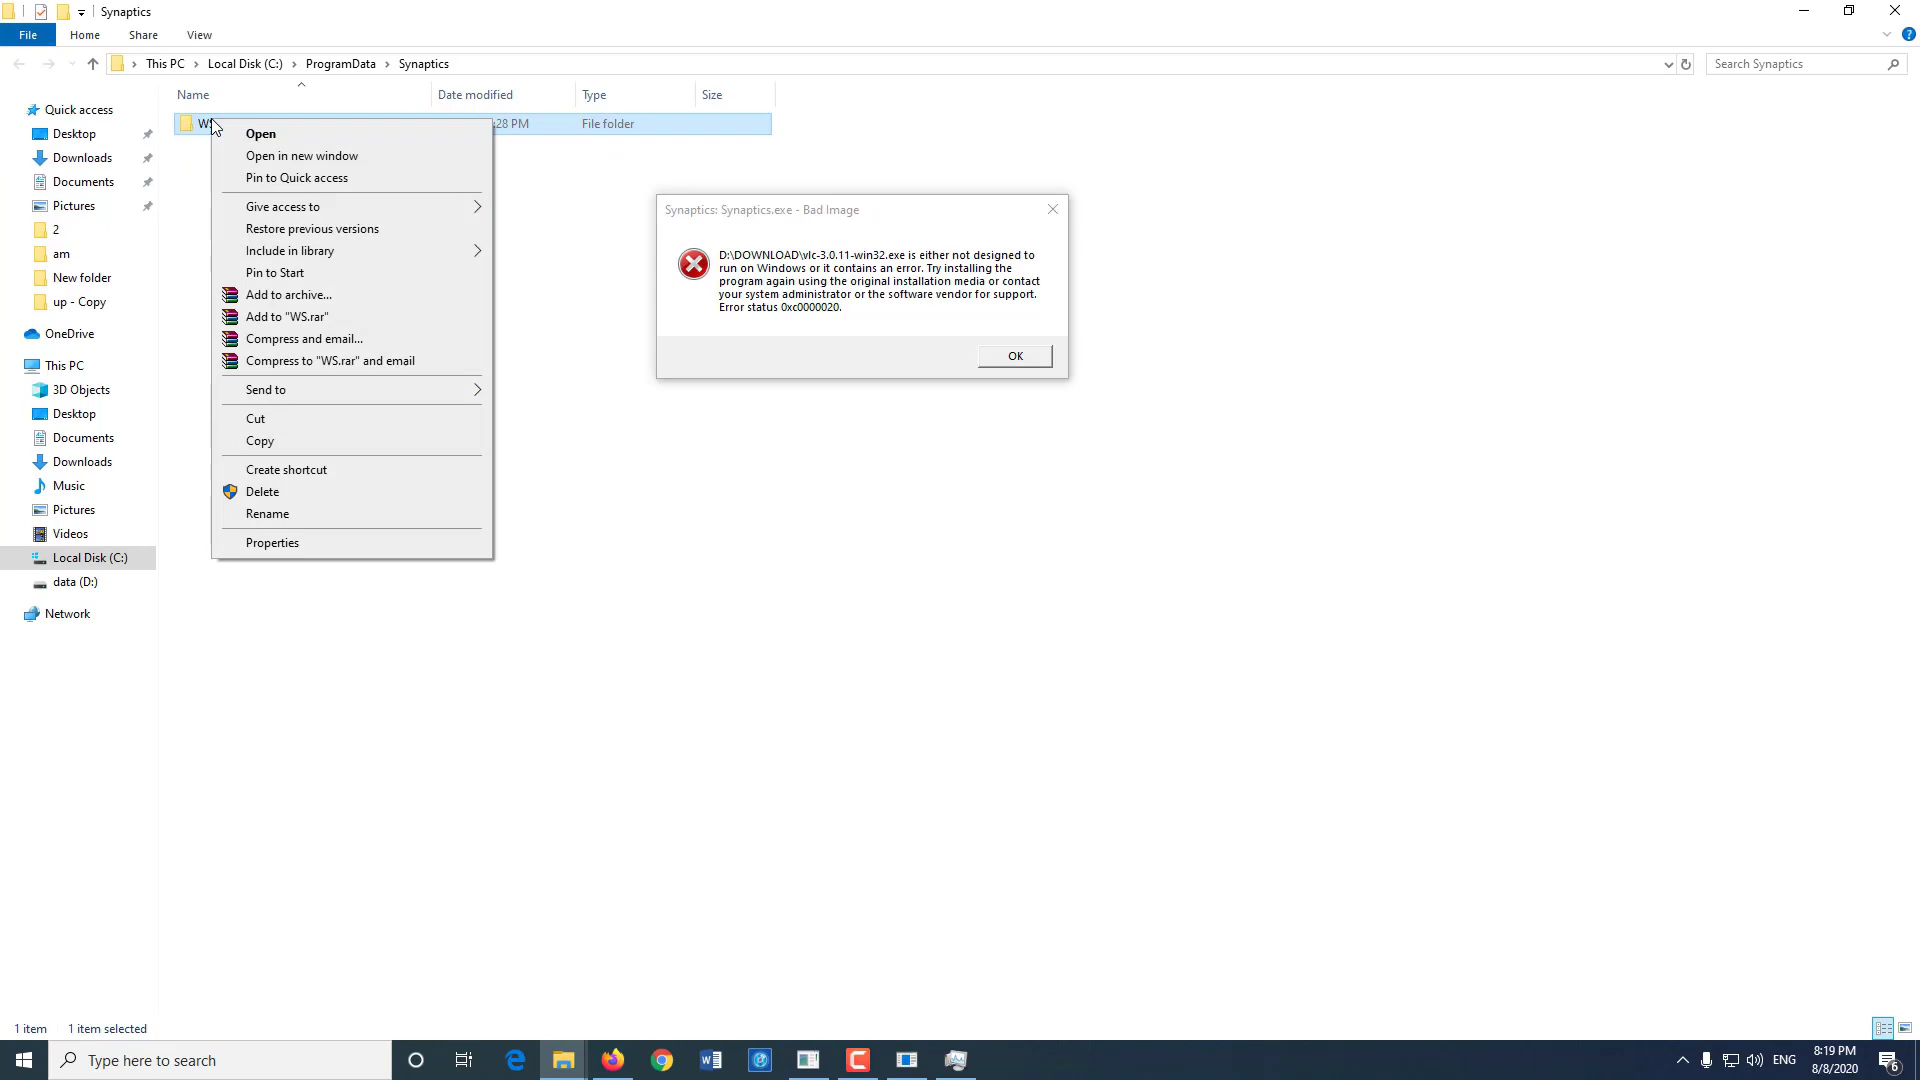 Synaptics
File
Home
Share
View
This PC
Local Disk (C:)
ProgramData
Synaptics
Search Synaptics
Name
Date modified
Type
Size
:28 PM
File folder
Quick access
Desktop
Downloads
Documents
Pictures
2
am
New folder
up - Copy
OneDrive
This PC
3D Objects
Desktop
Documents
Downloads
Music
Pictures
Videos
Local Disk (C:)
data (D:)
Network
Open
Open in new window
Pin to Quick access
Give access to
Restore previous versions
Include in library
Pin to Start
Add to archive...
Add to "WS.rar"
Compress and email...
Compress to "WS.rar" and email
Send to
Cut
Copy
Create shortcut
Delete
Rename
Properties
Synaptics: Synaptics.exe - Bad Image
D:\DOWNLOAD\vlc-3.0.11-win32.exe is either not designed to
run on Windows or it contains an error. Try installing the
program again using the original installation media or contact
your system administrator or the software vendor for support.
Error status 0xc0000020.
OK
1 item
1 item selected
Type here to search
ENG
8:19 PM
8/8/2020
6